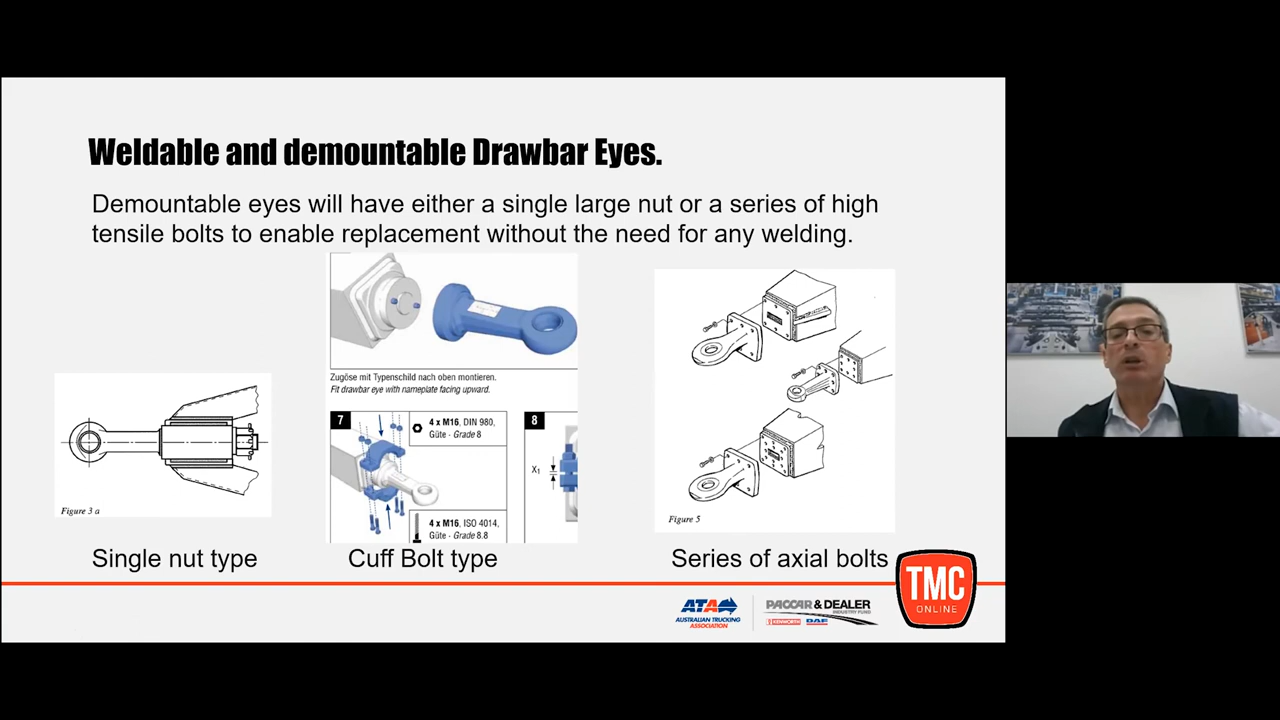 Weldable and demountable Drawbar Eyes.
Demountable eyes will have either a single large nut or a series of high
tensile bolts to enable replacement without the need for any welding.
Zugöse mit Typenschild nach oben montieren.
Fit drawbar eye with nameplate facing upward.
7
4 x M16, DIN 980,
Güte - Grade 8
8
X1
4 x M16, ISO 4014,
Güte - Grade 8.8
Figure 3 a
Figure 5
Single nut type
Cuff Bolt type
Series of axial bolts
TMC
ONLINE
ATA
AUSTRALIAN TRUCKING
ASSOCIATION
PACCAR & DEALER
INDUSTRY FUND
KENWORTH
DAF